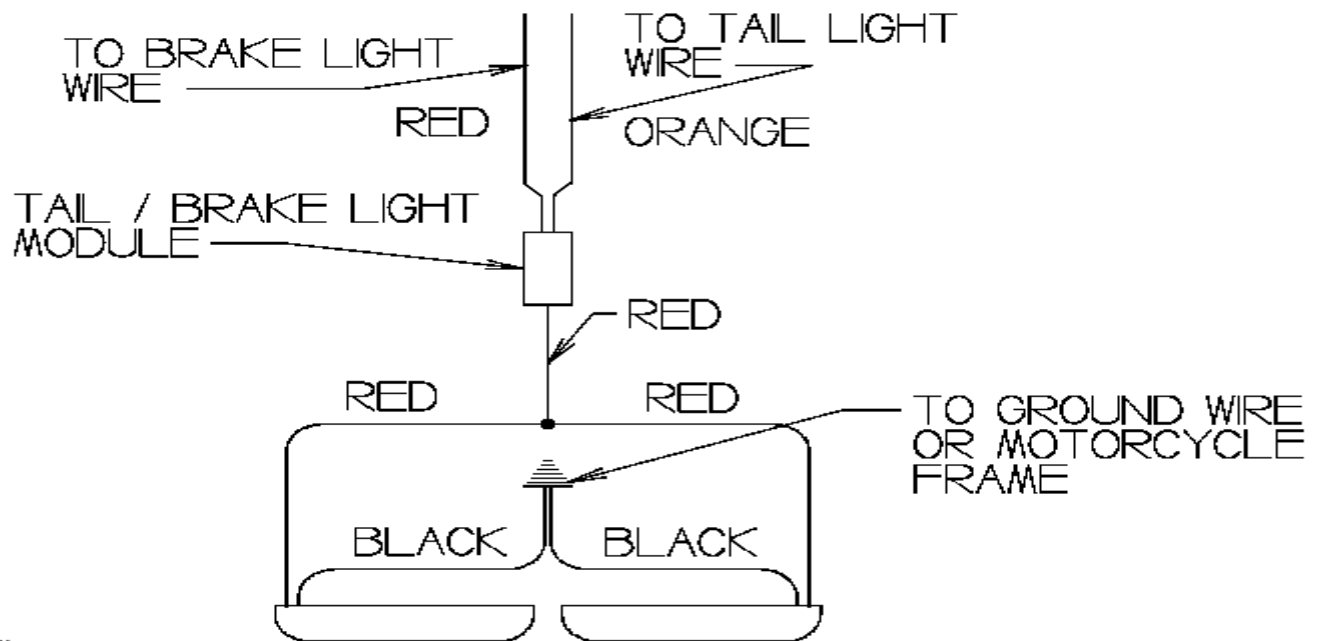 TO BRAKE LIGHT
WIRE
TO TAIL LIGHT
WIRE
RED
ORANGE
TAIL / BRAKE LIGHT
MODULE
RED
RED
RED
TO GROUND WIRE
OR MOTORCYCLE
FRAME
BLACK
BLACK